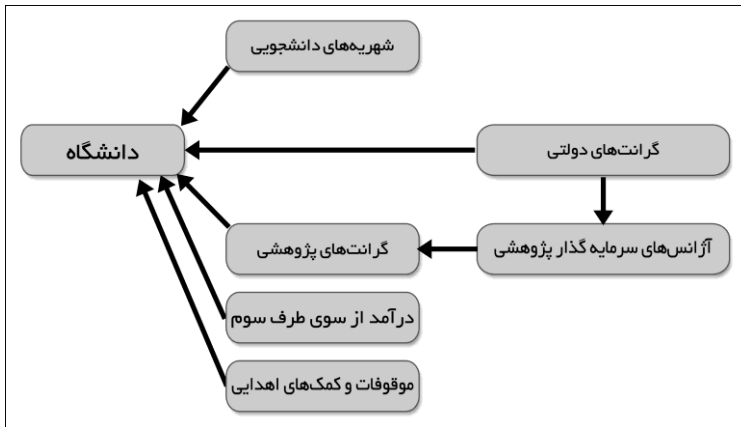 شهریه‌های دانشجویی
دانشگاه
گرانت‌های دولتی
آژانس‌های سرمایه گذار پژوهشی
گرانت‌های پژوهشی
درآمد از سوی طرف سوم
موقوفات و کمک‌های اهدایی